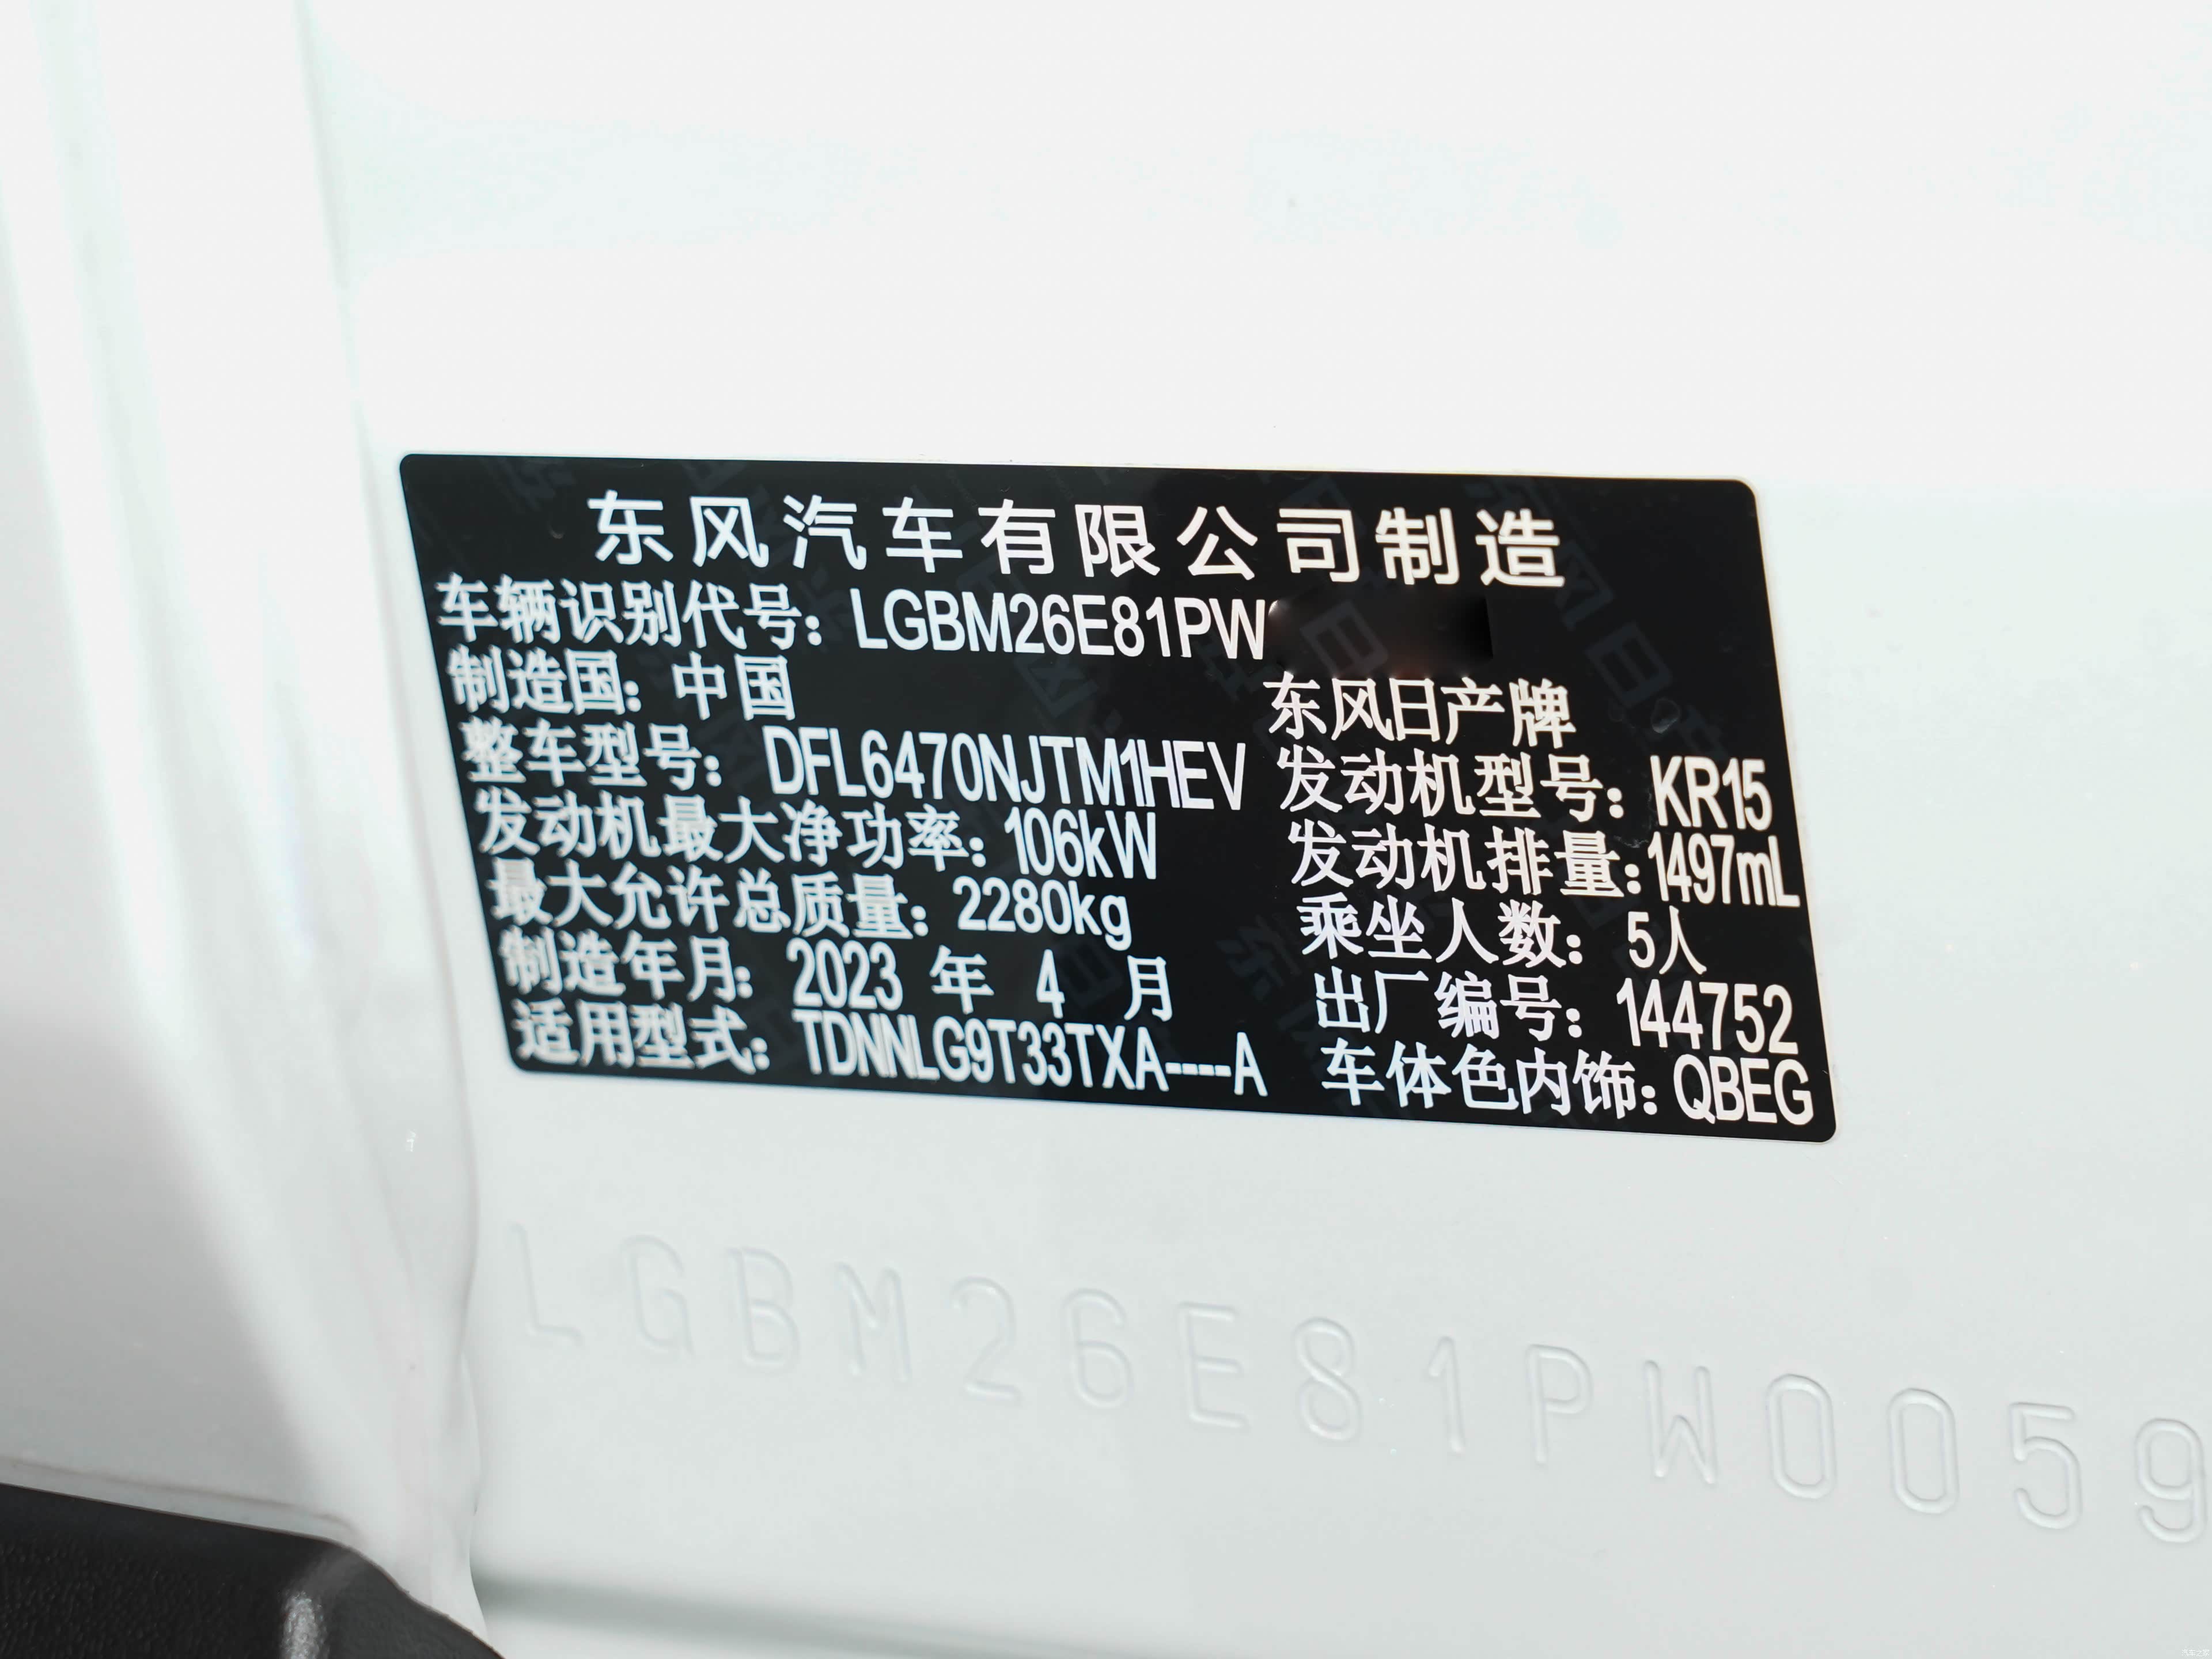 东风汽车有限公司制造
车辆识别代号：LGBM26E81PW
制造国：中国 东风日产牌
整车型号：DFL6470NJTM1HEV 发动机型号：KR15
发动机最大净功率：106kW 发动机排量：1497mL
最大允许总质量：2280kg 乘坐人数：5人
制造年月：2023 年 4 月 出厂编号：144752
适用型式：TDNNLG9T33TXA----A 车体色内饰：QBEG
LGBM26E81PW0059